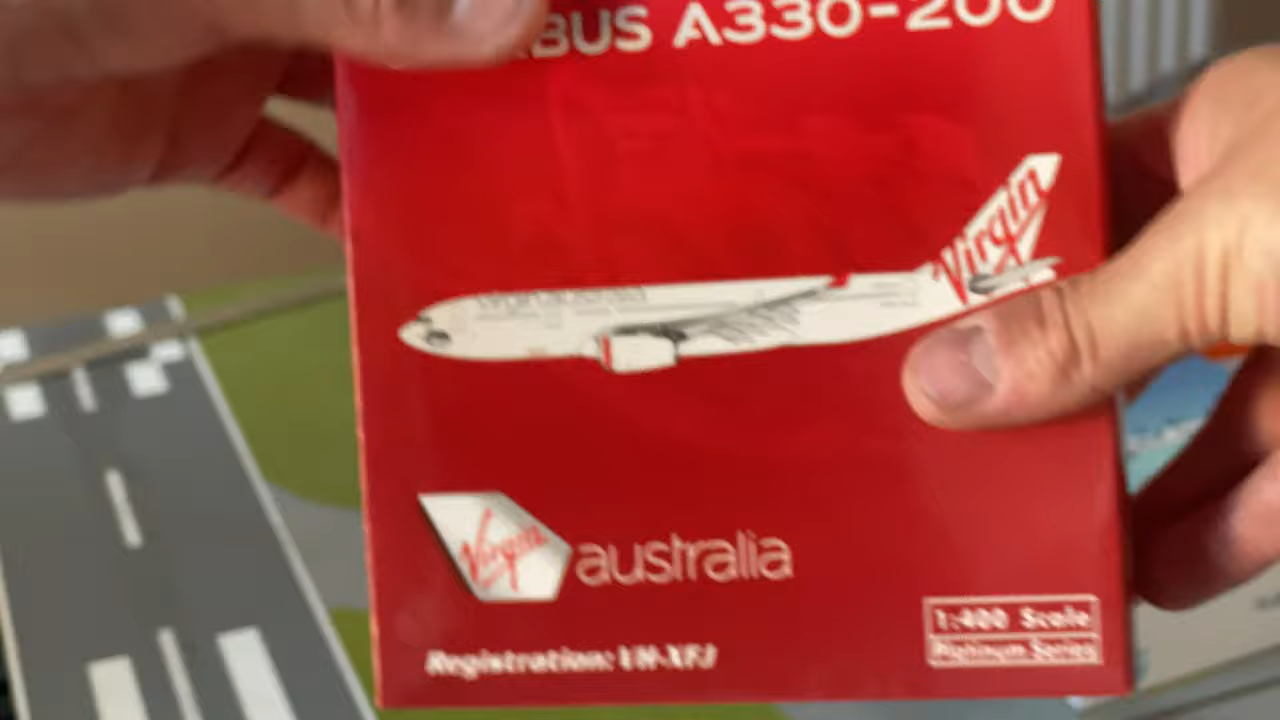 BUS A330-200
Virgin
Virgin australia
1:400 Scale
Platinum Series
Registration: VH-XFJ